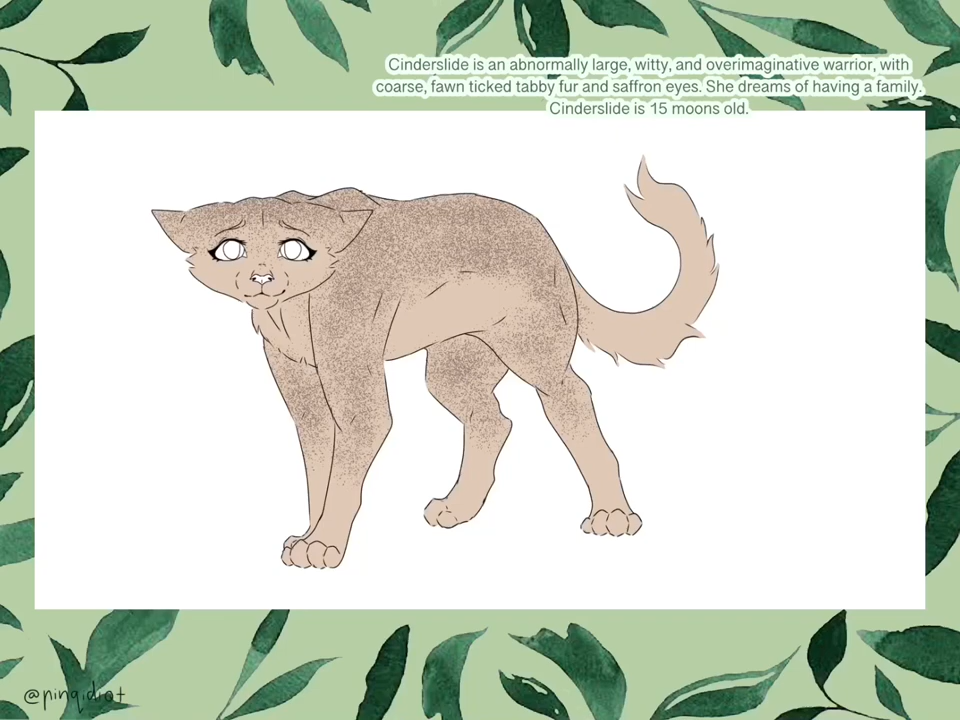 Cinderslide is an abnormally large, witty, and overimaginative warrior, with
coarse, fawn ticked tabby fur and saffron eyes. She dreams of having a family.
Cinderslide is 15 moons old.
@pinqidiot